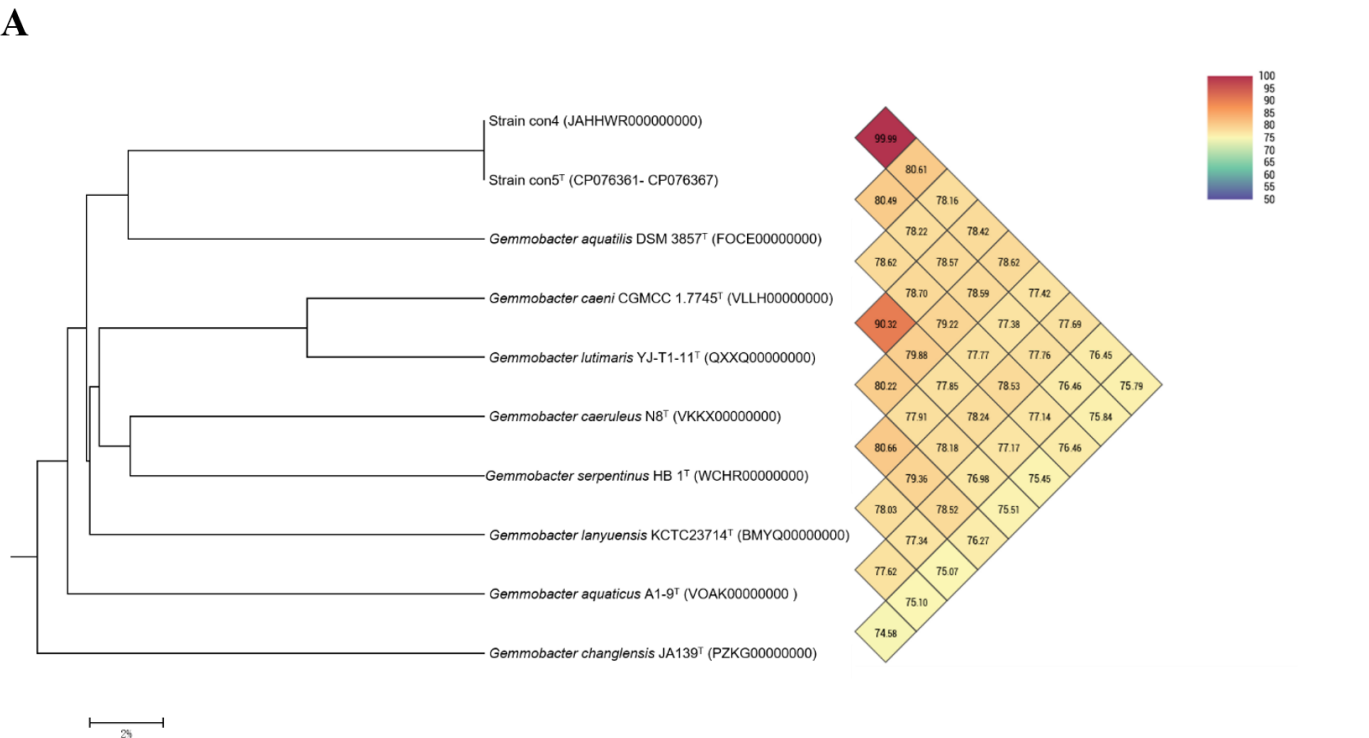 A
100
95
90
85
80
75
70
65
60
55
50
Strain con4 (JAHHWR000000000)
Strain con5ᵀ (CP076361- CP076367)
Gemmobacter aquatilis DSM 3857ᵀ (FOCE00000000)
Gemmobacter caeni CGMCC 1.7745ᵀ (VLLH00000000)
Gemmobacter lutimaris YJ-T1-11ᵀ (QXXQ00000000)
Gemmobacter caeruleus N8ᵀ (VKKX00000000)
Gemmobacter serpentinus HB 1ᵀ (WCHR00000000)
Gemmobacter lanyuensis KCTC23714ᵀ (BMYQ00000000)
Gemmobacter aquaticus A1-9ᵀ (VOAK00000000 )
Gemmobacter changlensis JA139ᵀ (PZKG00000000)
99.99
80.61
80.49 78.16
78.22 78.42
78.62 78.57 78.62
78.70 78.59 77.42
90.32 79.22 77.38 77.69
79.88 77.77 77.76 76.45
80.22 77.85 78.53 76.46 75.79
77.91 78.24 77.14 75.84
80.66 78.18 77.17 76.46
79.36 76.98 75.45
78.03 78.52 75.51
77.34 76.27
77.62 75.07
75.10
74.58
2%